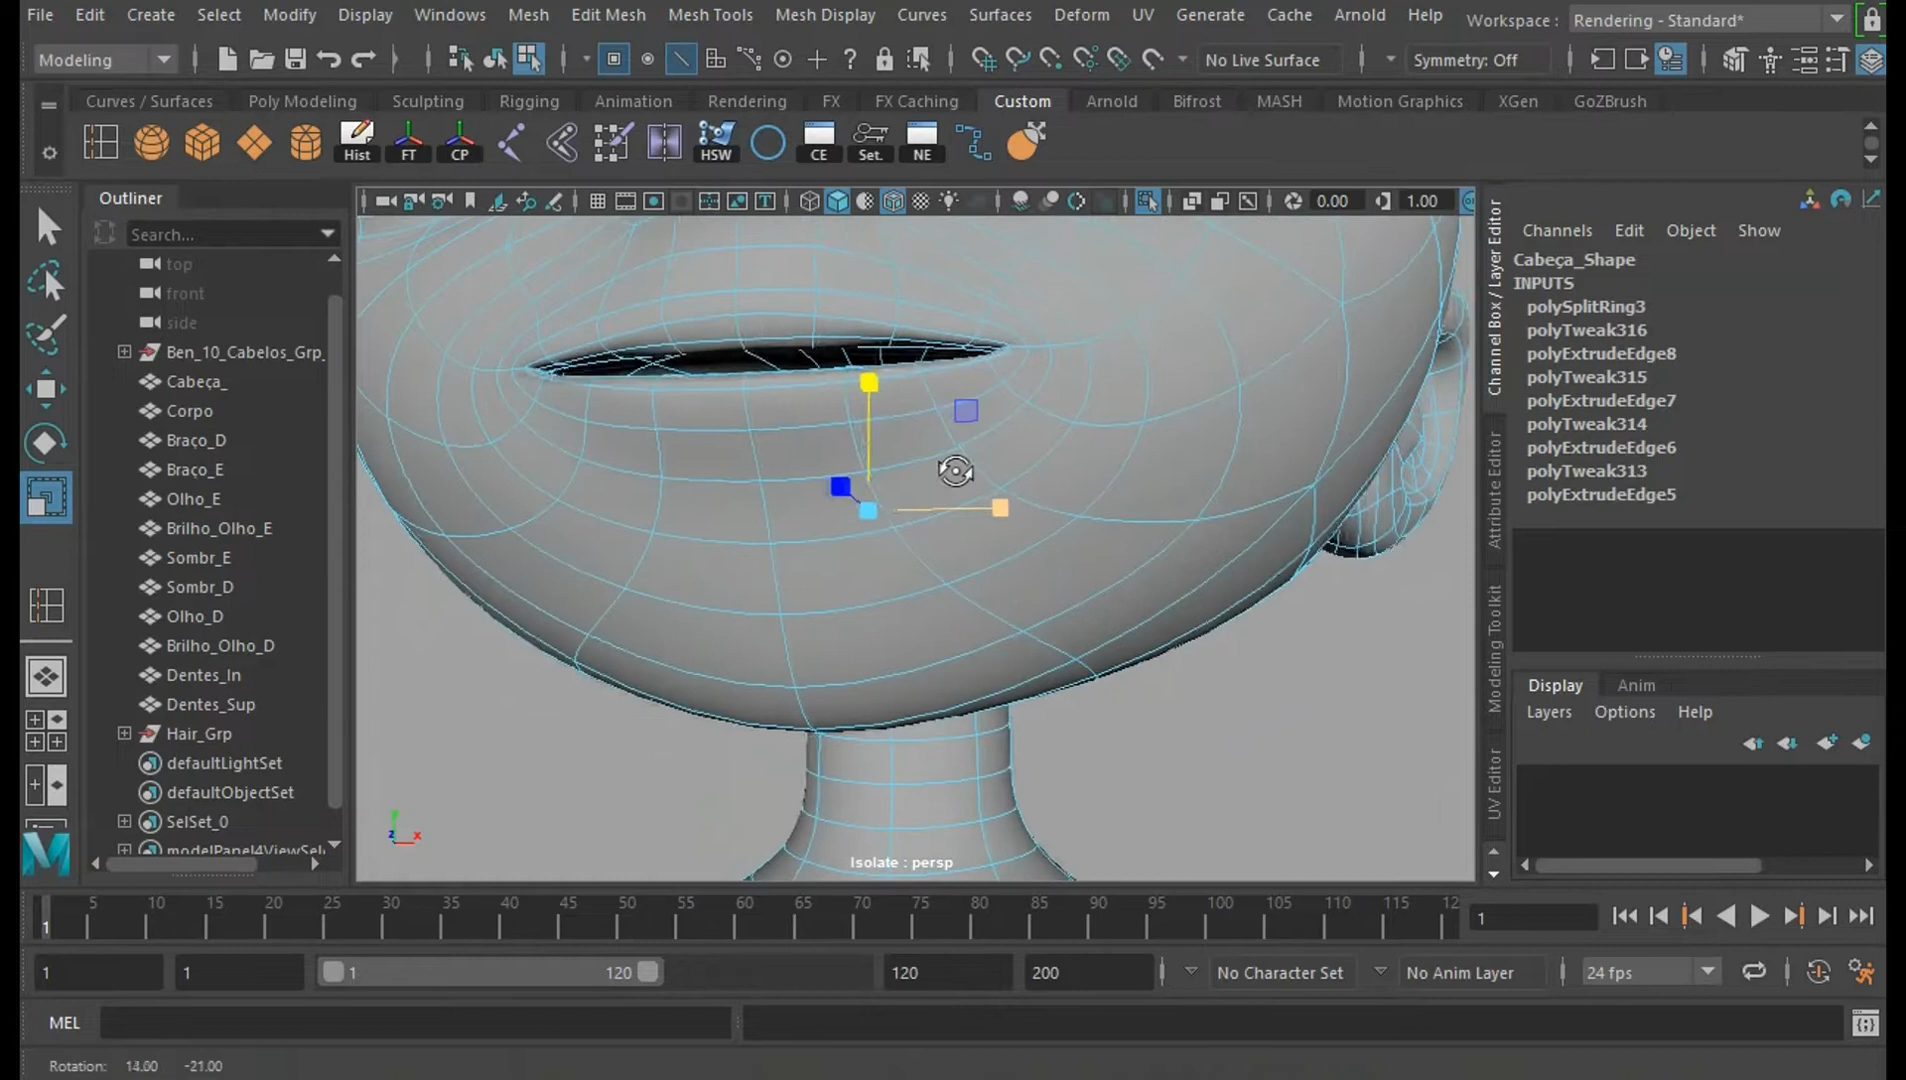 File Edit Create Select Modify Display Windows Mesh Edit Mesh Mesh Tools Mesh Display Curves Surfaces Deform UV Generate Cache Arnold Help Workspace : Rendering - Standard*
Modeling No Live Surface Symmetry: Off
Curves / Surfaces Poly Modeling Sculpting Rigging Animation Rendering FX FX Caching Custom Arnold Bifrost MASH Motion Graphics XGen GoZBrush
Hist FT CP HSW CE Set. NE
Outliner
0.00 1.00
Search...
top
front
side
Ben_10_Cabelos_Grp_
Cabeça_
Corpo
Braço_D
Braço_E
Olho_E
Brilho_Olho_E
Sombr_E
Sombr_D
Olho_D
Brilho_Olho_D
Dentes_In
Dentes_Sup
Hair_Grp
defaultLightSet
defaultObjectSet
SelSet_0
modelPanel4ViewSel
y
z x
Isolate : persp
Channel Box / Layer Editor
Attribute Editor
Modeling Toolkit
UV Editor
Channels Edit Object Show
Cabeça_Shape
INPUTS
polySplitRing3
polyTweak316
polyExtrudeEdge8
polyTweak315
polyExtrudeEdge7
polyTweak314
polyExtrudeEdge6
polyTweak313
polyExtrudeEdge5
Display Anim
Layers Options Help
5 10 15 20 25 30 35 40 45 50 55 60 65 70 75 80 85 90 95 100 105 110 115 12
1 1
1 1 1 120 120 200 No Character Set No Anim Layer 24 fps
MEL
Rotation: 14.00 -21.00